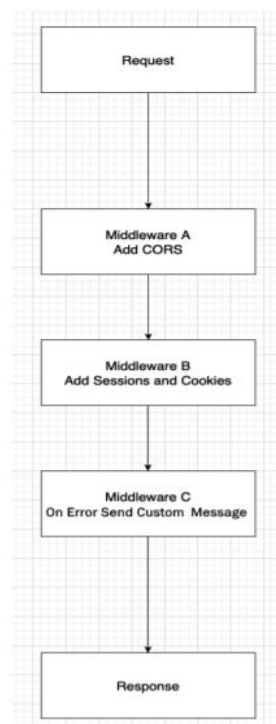 Request
Middleware A
Add CORS
Middleware B
Add Sessions and Cookies
Middleware C
On Error Send Custom Message
Response